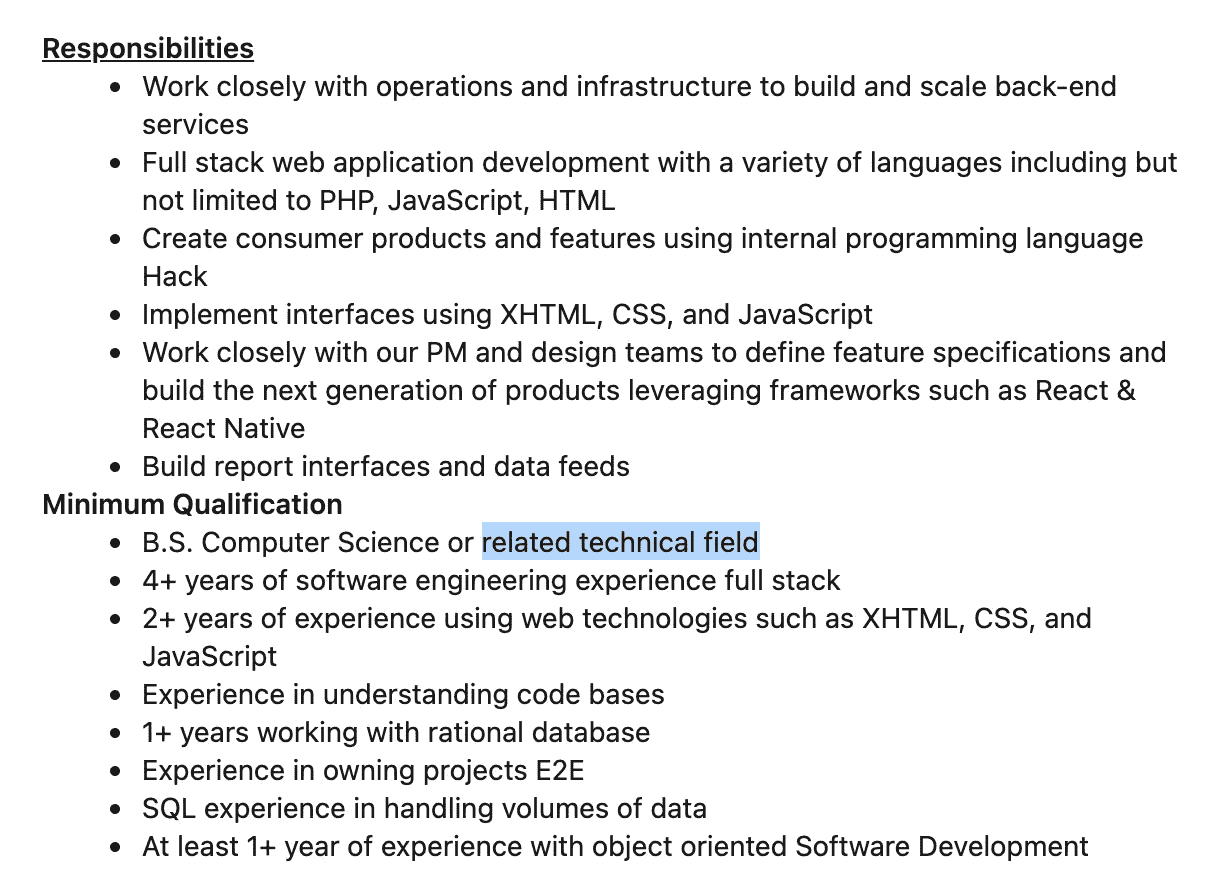 Responsibilities
• Work closely with operations and infrastructure to build and scale back-end
services
• Full stack web application development with a variety of languages including but
not limited to PHP, JavaScript, HTML
• Create consumer products and features using internal programming language
Hack
• Implement interfaces using XHTML, CSS, and JavaScript
• Work closely with our PM and design teams to define feature specifications and
build the next generation of products leveraging frameworks such as React &
React Native
• Build report interfaces and data feeds
Minimum Qualification
• B.S. Computer Science or related technical field
• 4+ years of software engineering experience full stack
• 2+ years of experience using web technologies such as XHTML, CSS, and
JavaScript
• Experience in understanding code bases
• 1+ years working with rational database
• Experience in owning projects E2E
• SQL experience in handling volumes of data
• At least 1+ year of experience with object oriented Software Development